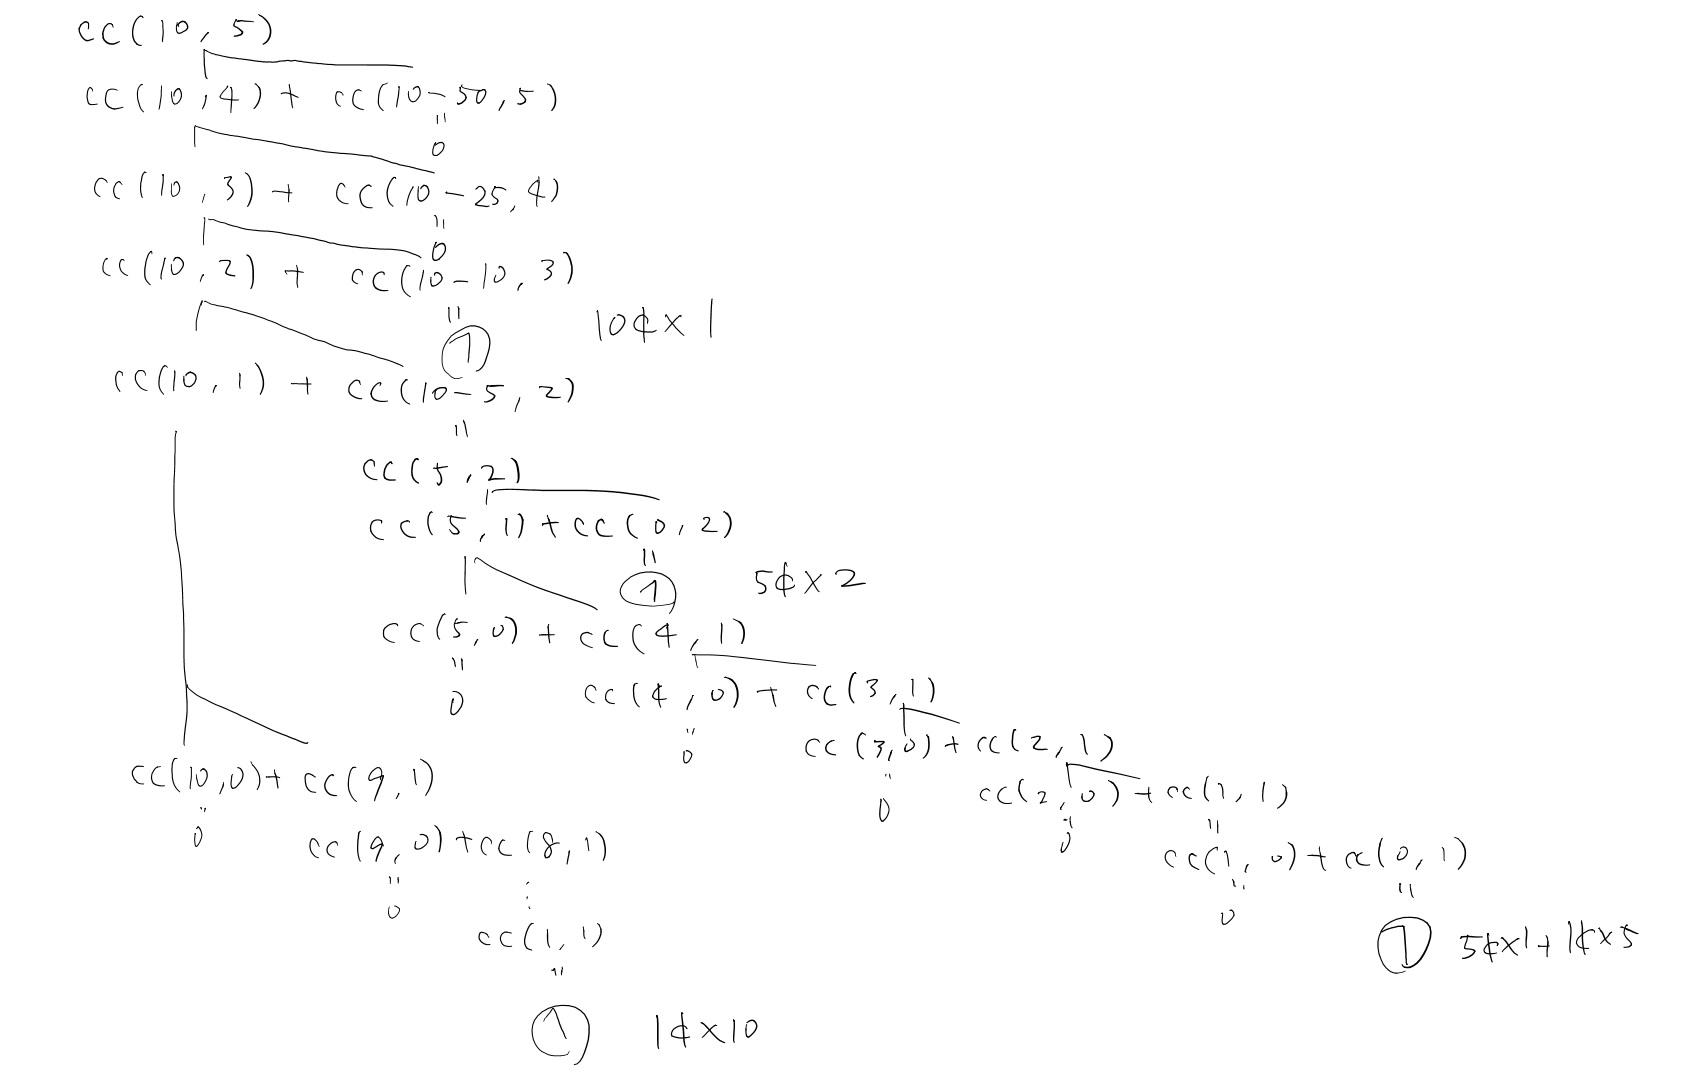 cc(10, 5)
cc(10, 4) + cc(10-50, 5)
"
0
cc(10, 3) + cc(10-25, 4)
"
0
cc(10, 2) + cc(10-10, 3)
"
① 10¢×1
cc(10, 1) + cc(10-5, 2)
"
cc(5, 2)
cc(5, 1) + cc(0, 2)
"
① 5¢×2
cc(5, 0) + cc(4, 1)
"
0
cc(4, 0) + cc(3, 1)
"
0
cc(3, 0) + cc(2, 1)
"
0
cc(2, 0) + cc(1, 1)
" "
0
cc(1, 0) + cc(0, 1)
" "
0 ① 5¢×1+1¢×5
cc(10, 0) + cc(9, 1)
"
0
cc(9, 0) + cc(8, 1)
" ⋮
0
cc(1, 1)
"
① 1¢×10